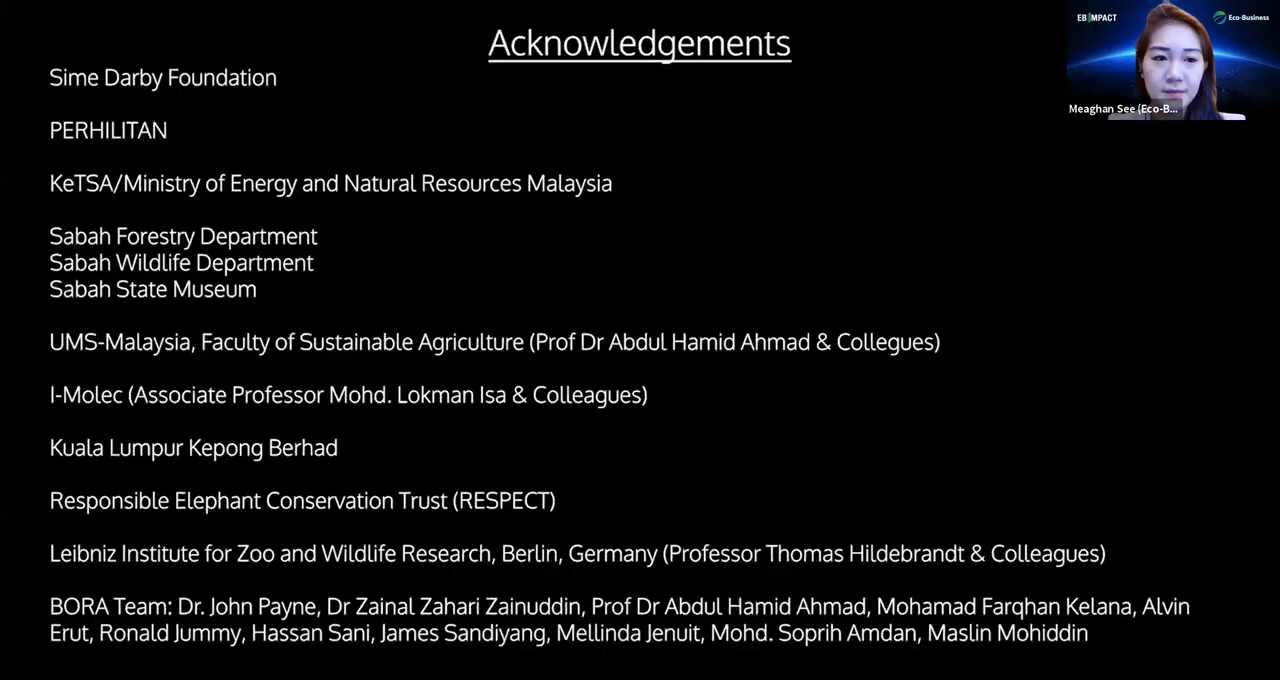 Acknowledgements
EB IMPACT
Eco-Business
Meaghan See (Eco-B...
Sime Darby Foundation
PERHILITAN
KeTSA/Ministry of Energy and Natural Resources Malaysia
Sabah Forestry Department
Sabah Wildlife Department
Sabah State Museum
UMS-Malaysia, Faculty of Sustainable Agriculture (Prof Dr Abdul Hamid Ahmad & Collegues)
I-Molec (Associate Professor Mohd. Lokman Isa & Colleagues)
Kuala Lumpur Kepong Berhad
Responsible Elephant Conservation Trust (RESPECT)
Leibniz Institute for Zoo and Wildlife Research, Berlin, Germany (Professor Thomas Hildebrandt & Colleagues)
BORA Team: Dr. John Payne, Dr Zainal Zahari Zainuddin, Prof Dr Abdul Hamid Ahmad, Mohamad Farqhan Kelana, Alvin
Erut, Ronald Jummy, Hassan Sani, James Sandiyang, Mellinda Jenuit, Mohd. Soprih Amdan, Maslin Mohiddin